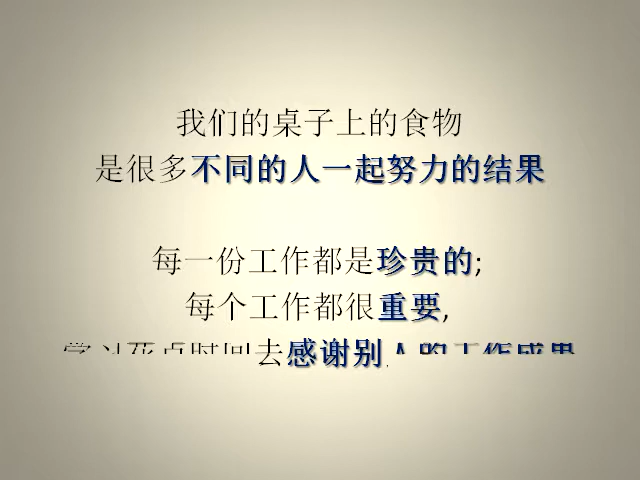 我们的桌子上的食物
是很多不同的人一起努力的结果
每一份工作都是珍贵的;
每个工作都很重要,
去感谢别